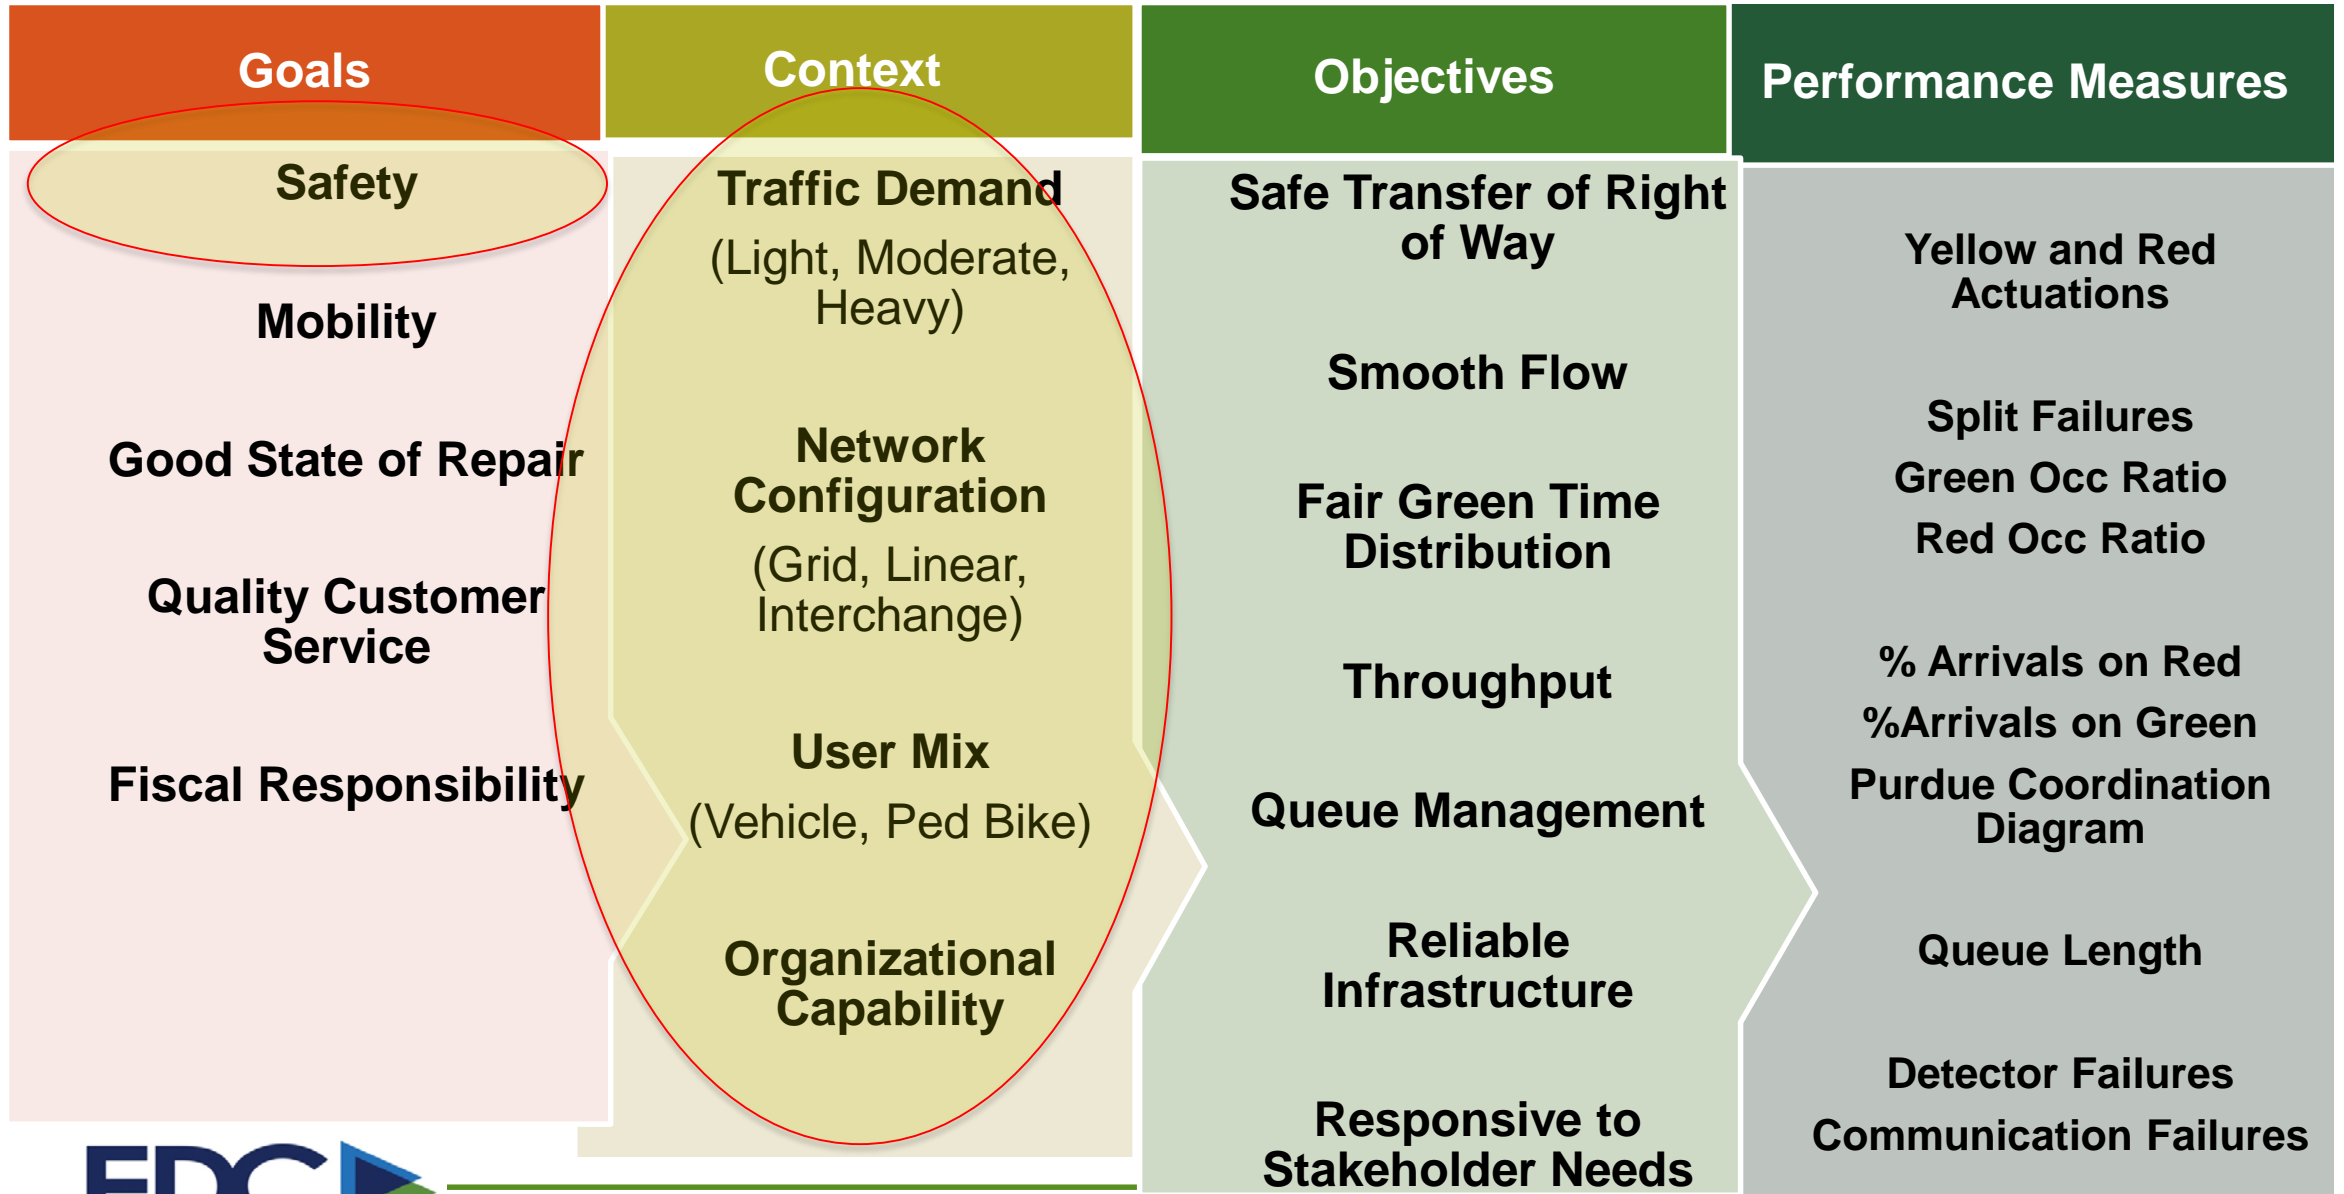 Goals
Safety
Mobility
Good State of Repair
Quality Customer
Service
Fiscal Responsibility
Context
Traffic Demand
(Light, Moderate,
Heavy)
Network
Configuration
(Grid, Linear,
Interchange)
User Mix
(Vehicle, Ped Bike)
Organizational
Capability
Objectives
Safe Transfer of Right
of Way
Smooth Flow
Fair Green Time
Distribution
Throughput
Queue Management
Reliable
Infrastructure
Responsive to
Stakeholder Needs
Performance Measures
Yellow and Red
Actuations
Split Failures
Green Occ Ratio
Red Occ Ratio
% Arrivals on Red
%Arrivals on Green
Purdue Coordination
Diagram
Queue Length
Detector Failures
Communication Failures
EDC